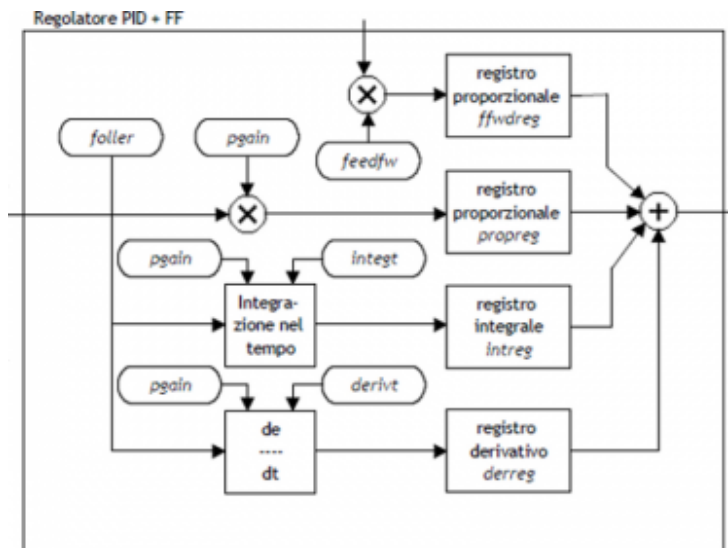 Regolatore PID + FF
registro
proporzionale
ffwdreg
foller
pgain
feedfw
registro
proporzionale
propreg
pgain
integt
Integra-
zione nel
tempo
registro
integrale
intreg
pgain
derivt
de
----
dt
registro
derivativo
derreg